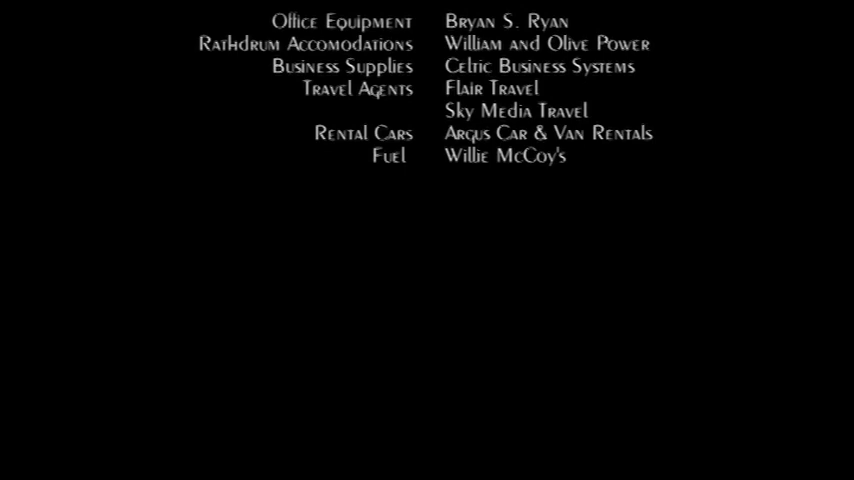 Office Equipment Bryan S. Ryan
Rathdrum Accomodations William and Olive Power
Business Supplies Celtic Business Systems
Travel Agents Flair Travel
Sky Media Travel
Rental Cars Argus Car & Van Rentals
Fuel Willie McCoy's